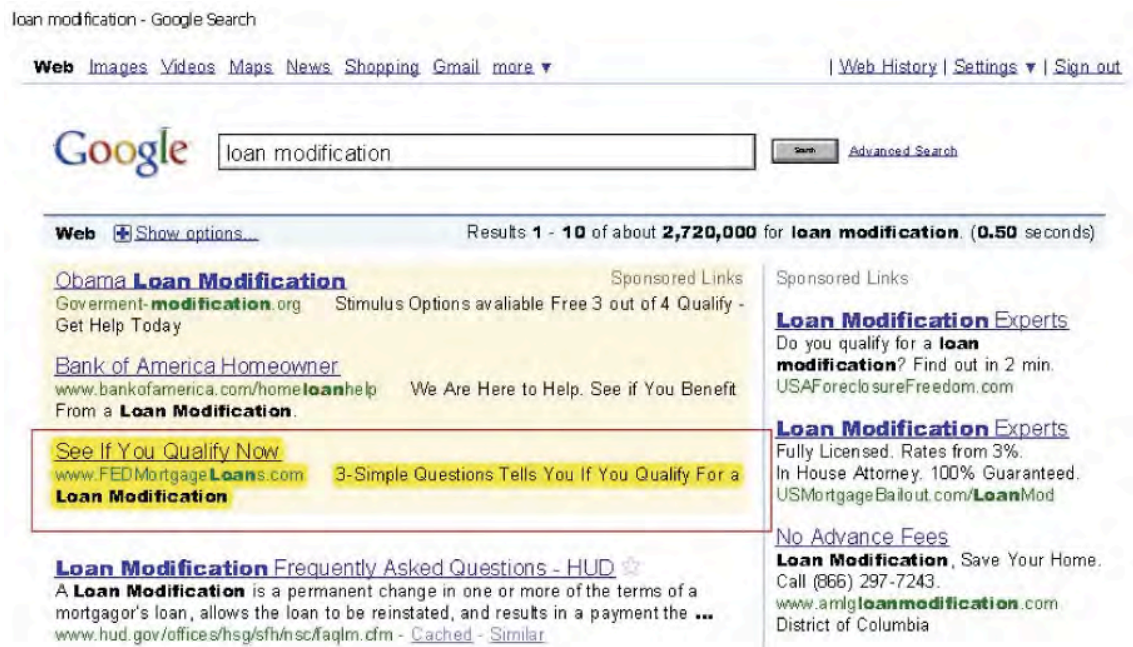 loan modification - Google Search
Web Images Videos Maps News Shopping Gmail more ▼ | Web History | Settings ▼ | Sign out
Google loan modification Search Advanced Search
Web Show options... Results 1 - 10 of about 2,720,000 for loan modification. (0.50 seconds)
Obama Loan Modification Sponsored Links
Goverment-modification.org Stimulus Options avaliable Free 3 out of 4 Qualify -
Get Help Today
Bank of America Homeowner
www.bankofamerica.com/homeloanhelp We Are Here to Help. See if You Benefit
From a Loan Modification.
See If You Qualify Now
www.FEDMortgageLoans.com 3-Simple Questions Tells You If You Qualify For a
Loan Modification
Loan Modification Frequently Asked Questions - HUD
A Loan Modification is a permanent change in one or more of the terms of a
mortgagor's loan, allows the loan to be reinstated, and results in a payment the ...
www.hud.gov/offices/hsg/sfh/nsc/faqlm.cfm - Cached - Similar
Sponsored Links
Loan Modification Experts
Do you qualify for a loan
modification? Find out in 2 min.
USAForeclosureFreedom.com
Loan Modification Experts
Fully Licensed. Rates from 3%.
In House Attorney. 100% Guaranteed.
USMortgageBailout.com/LoanMod
No Advance Fees
Loan Modification, Save Your Home.
Call (866) 297-7243.
www.amlgloanmodification.com
District of Columbia